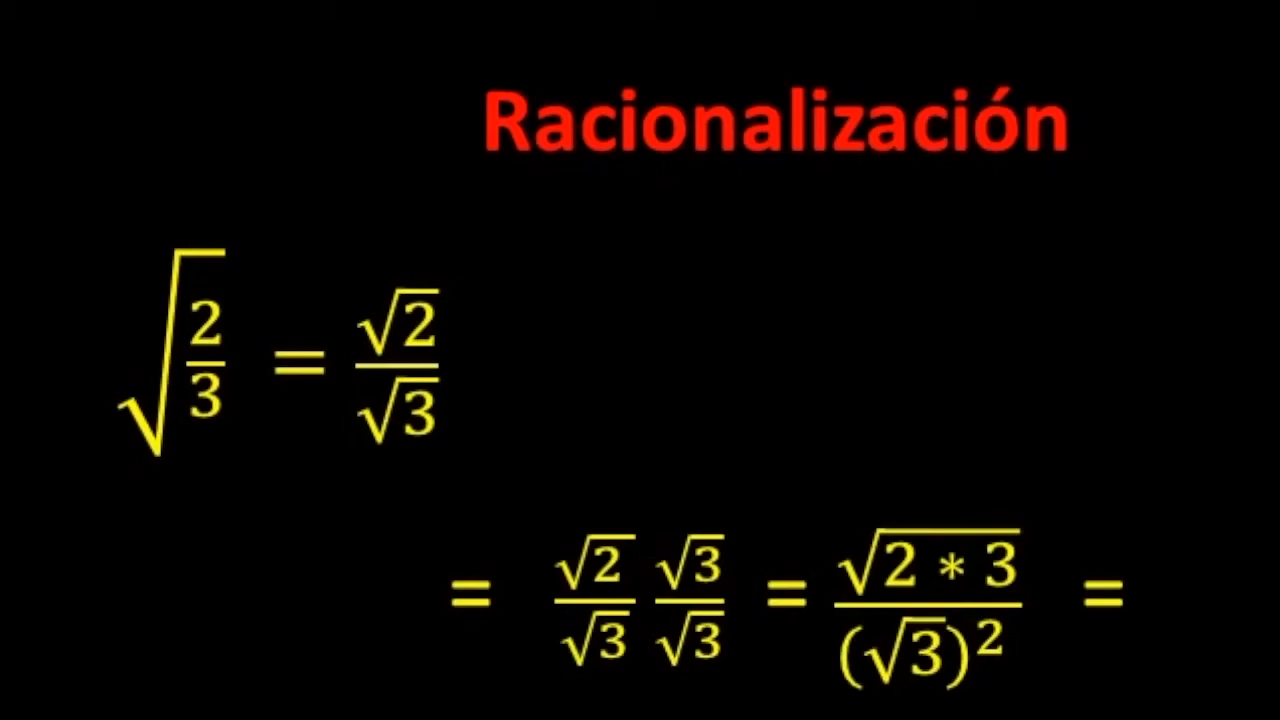 Racionalización
√(2/3) = √2/√3
= √2/√3 √3/√3 = √(2 * 3)/(√3)² =